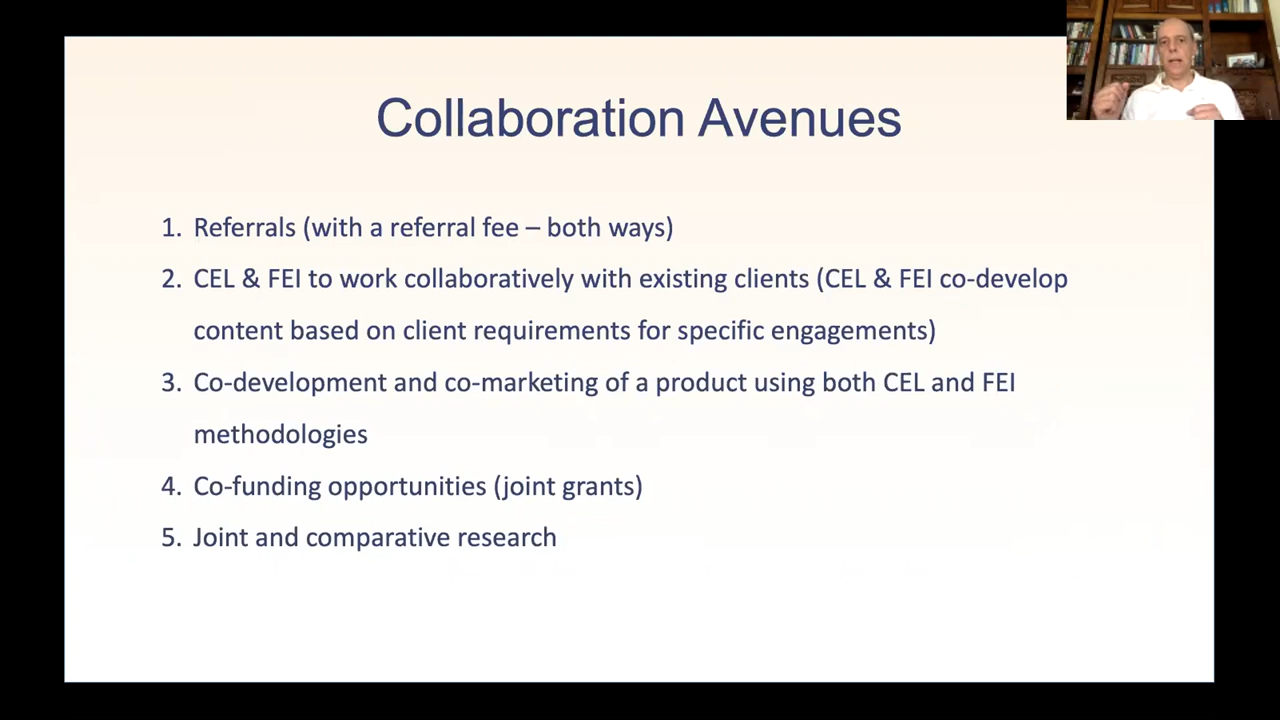 Collaboration Avenues
1. Referrals (with a referral fee – both ways)
2. CEL & FEI to work collaboratively with existing clients (CEL & FEI co-develop
content based on client requirements for specific engagements)
3. Co-development and co-marketing of a product using both CEL and FEI
methodologies
4. Co-funding opportunities (joint grants)
5. Joint and comparative research